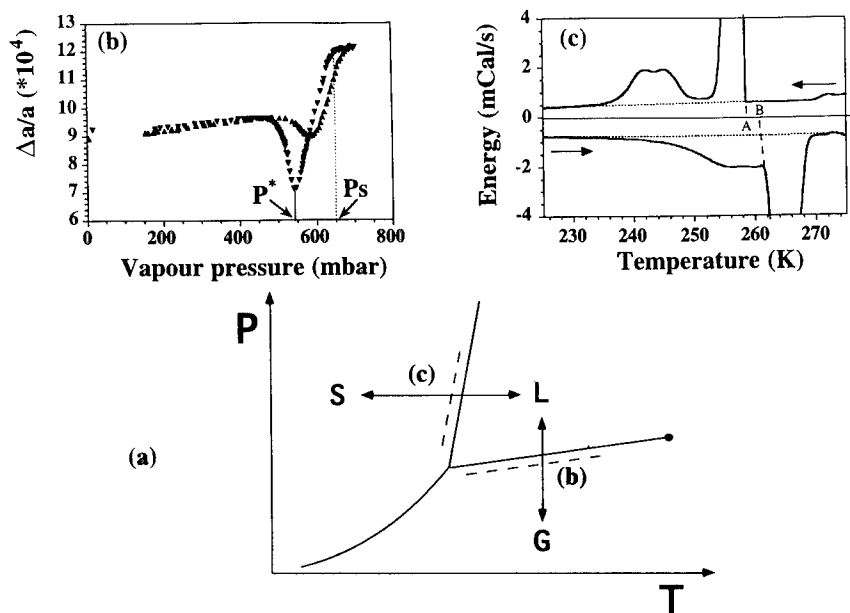 (b)
Δa/a (*10⁴)
13
12
11
10
9
8
7
6
0
200
400
600
800
P*
Ps
Vapour pressure (mbar)
(c)
Energy (mCal/s)
4
2
0
-2
-4
B
A
230
240
250
260
270
Temperature (K)
P
S
(c)
L
(a)
(b)
G
T